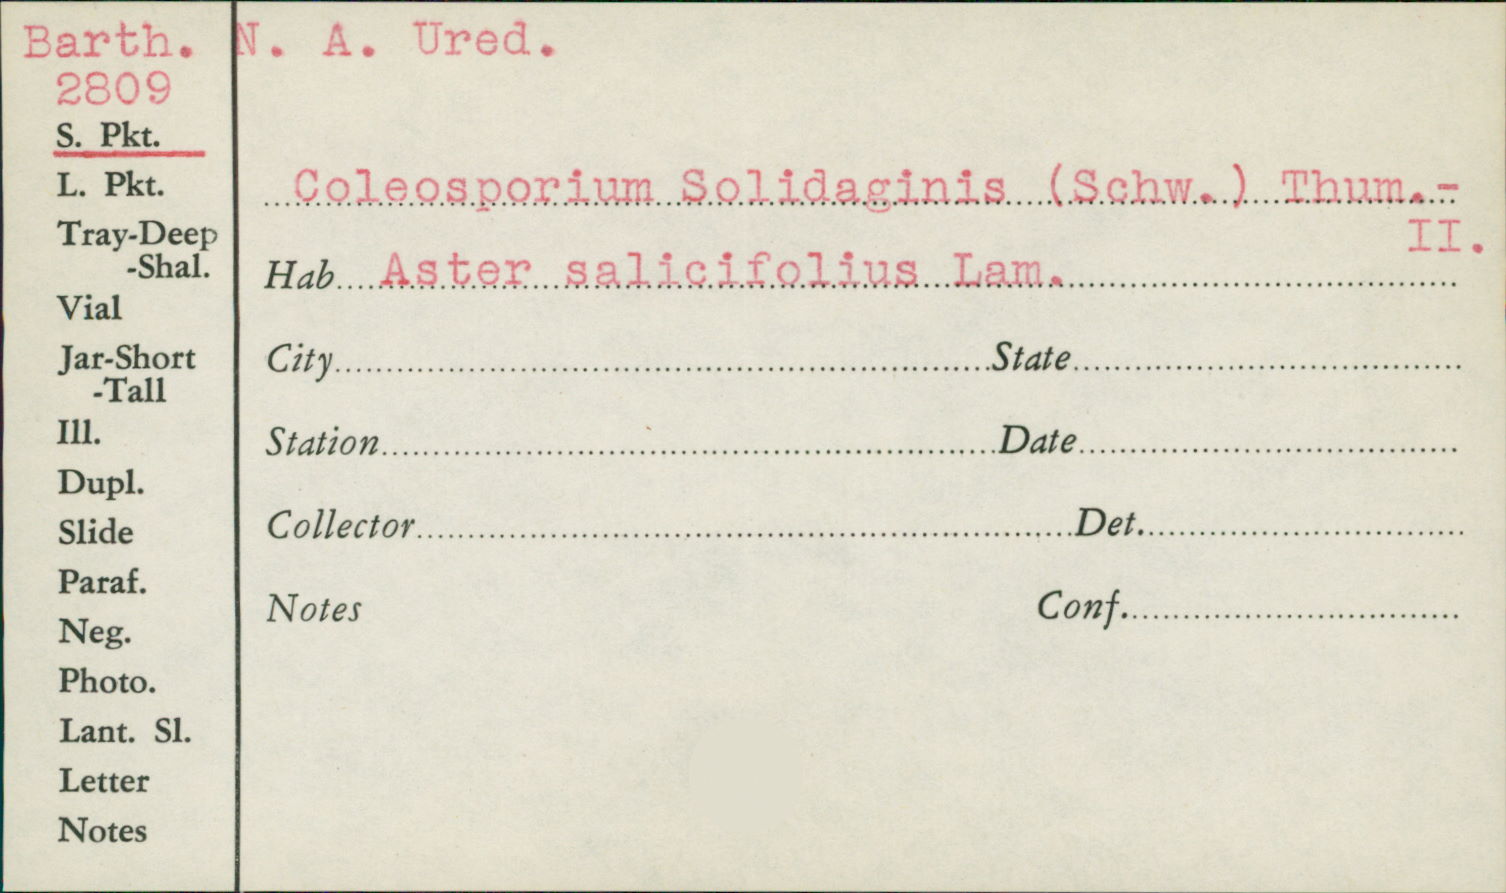 Barth. N. A. Ured.
2809
S. Pkt.
L. Pkt.
Tray-Deep
-Shal.
Vial
Jar-Short
-Tall
Ill.
Dupl.
Slide
Paraf.
Neg.
Photo.
Lant. Sl.
Letter
Notes
Coleosporium Solidaginis (Schw.) Thum.-
II.
Hab. Aster salicifolius Lam.
City State
Station Date
Collector Det.
Notes Conf.